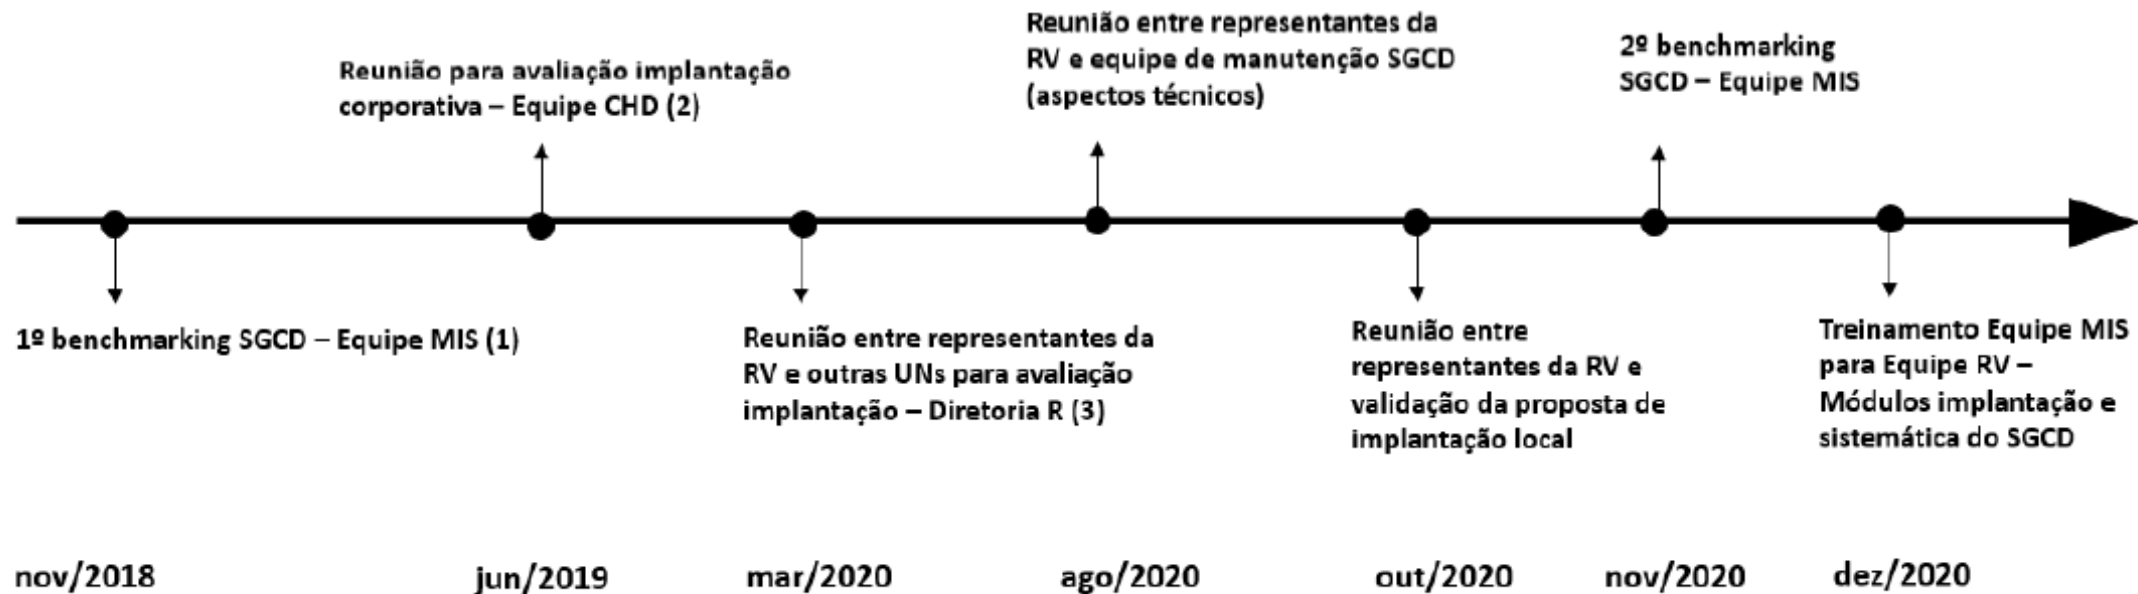 Reunião para avaliação implantação
corporativa – Equipe CHD (2)
Reunião entre representantes da
RV e equipe de manutenção SGCD
(aspectos técnicos)
2º benchmarking
SGCD – Equipe MIS
1º benchmarking SGCD – Equipe MIS (1)
Reunião entre representantes da
RV e outras UNs para avaliação
implantação – Diretoria R (3)
Reunião entre
representantes da RV e
validação da proposta de
implantação local
Treinamento Equipe MIS
para Equipe RV –
Módulos implantação e
sistemática do SGCD
nov/2018
jun/2019
mar/2020
ago/2020
out/2020
nov/2020
dez/2020